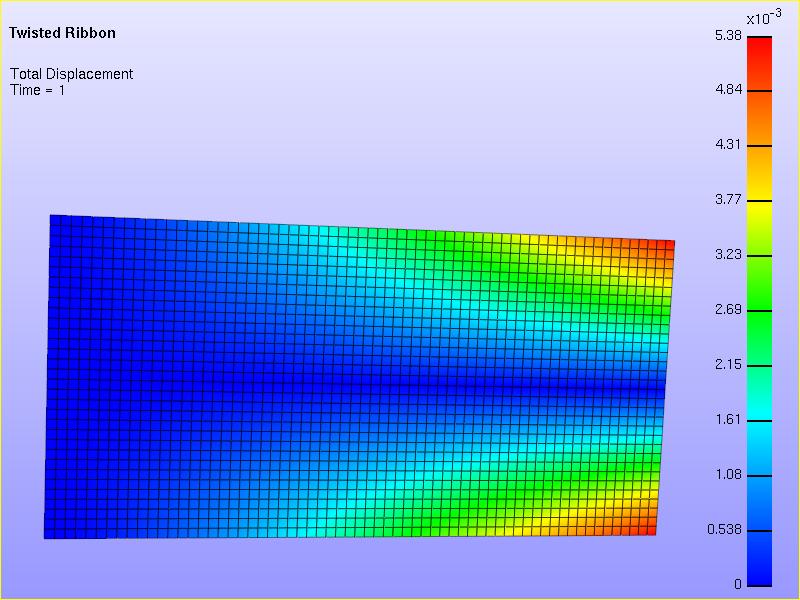 Twisted Ribbon
Total Displacement
Time = 1
x10-3
5.38
4.84
4.31
3.77
3.23
2.69
2.15
1.61
1.08
0.538
0